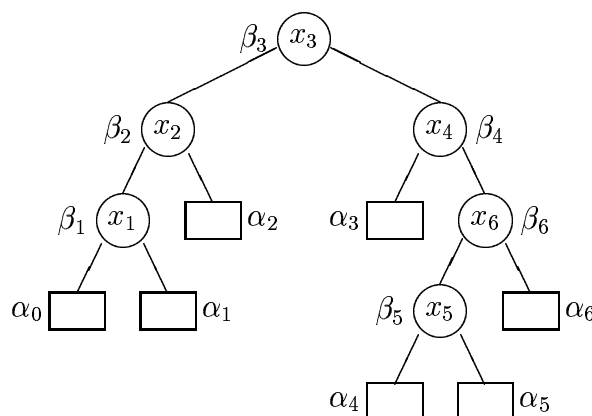 β₃ x₃
β₂ x₂ x₄ β₄
β₁ x₁ α₂ α₃ x₆ β₆
α₀ α₁ β₅ x₅ α₆
α₄ α₅